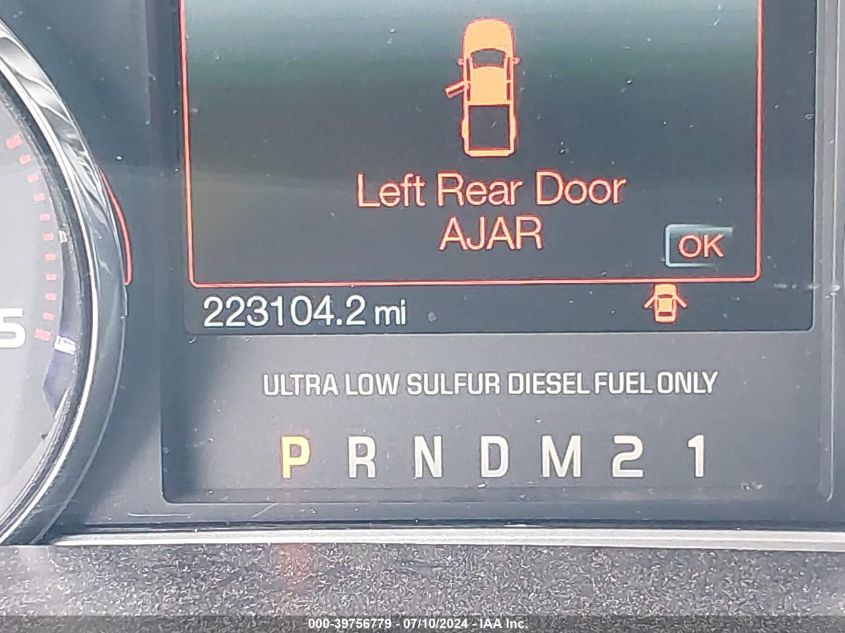 Left Rear Door
AJAR
OK
223104.2 mi
5
ULTRA LOW SULFUR DIESEL FUEL ONLY
P R N D M 2 1
000-39756779 - 07/10/2024 - IAA Inc.